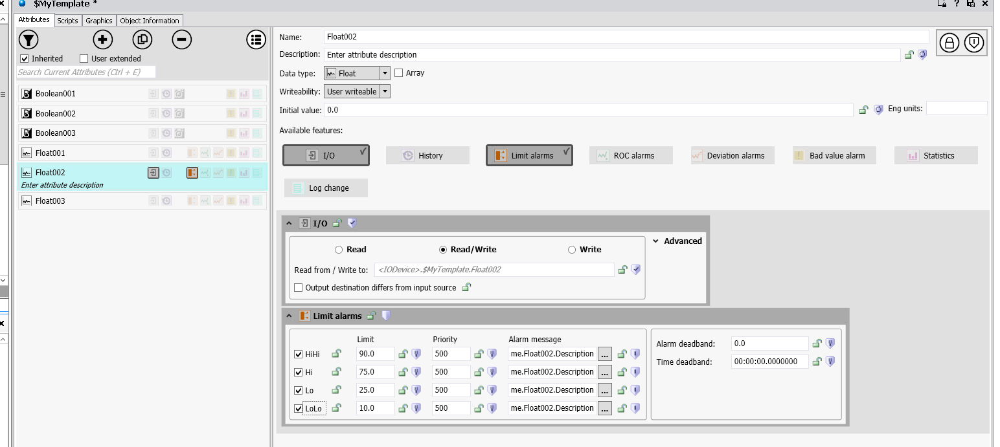 $MyTemplate *
?
Attributes Scripts Graphics Object Information
Inherited User extended
Search Current Attributes (Ctrl + E)
Boolean001
Boolean002
Boolean003
Float001
Float002
Enter attribute description
Float003
Name: Float002
Description: Enter attribute description
Data type: Float Array
Writeability: User writeable
Initial value: 0.0 Eng units:
Available features:
I/O History Limit alarms ROC alarms Deviation alarms Bad value alarm Statistics
Log change
I/O
Read Read/Write Write Advanced
Read from / Write to: <IODevice>.$MyTemplate.Float002
Output destination differs from input source
Limit alarms
Limit Priority Alarm message
HiHi 90.0 500 me.Float002.Description ...
Hi 75.0 500 me.Float002.Description ...
Lo 25.0 500 me.Float002.Description ...
LoLo 10.0 500 me.Float002.Description ...
Alarm deadband: 0.0
Time deadband: 00:00:00.0000000